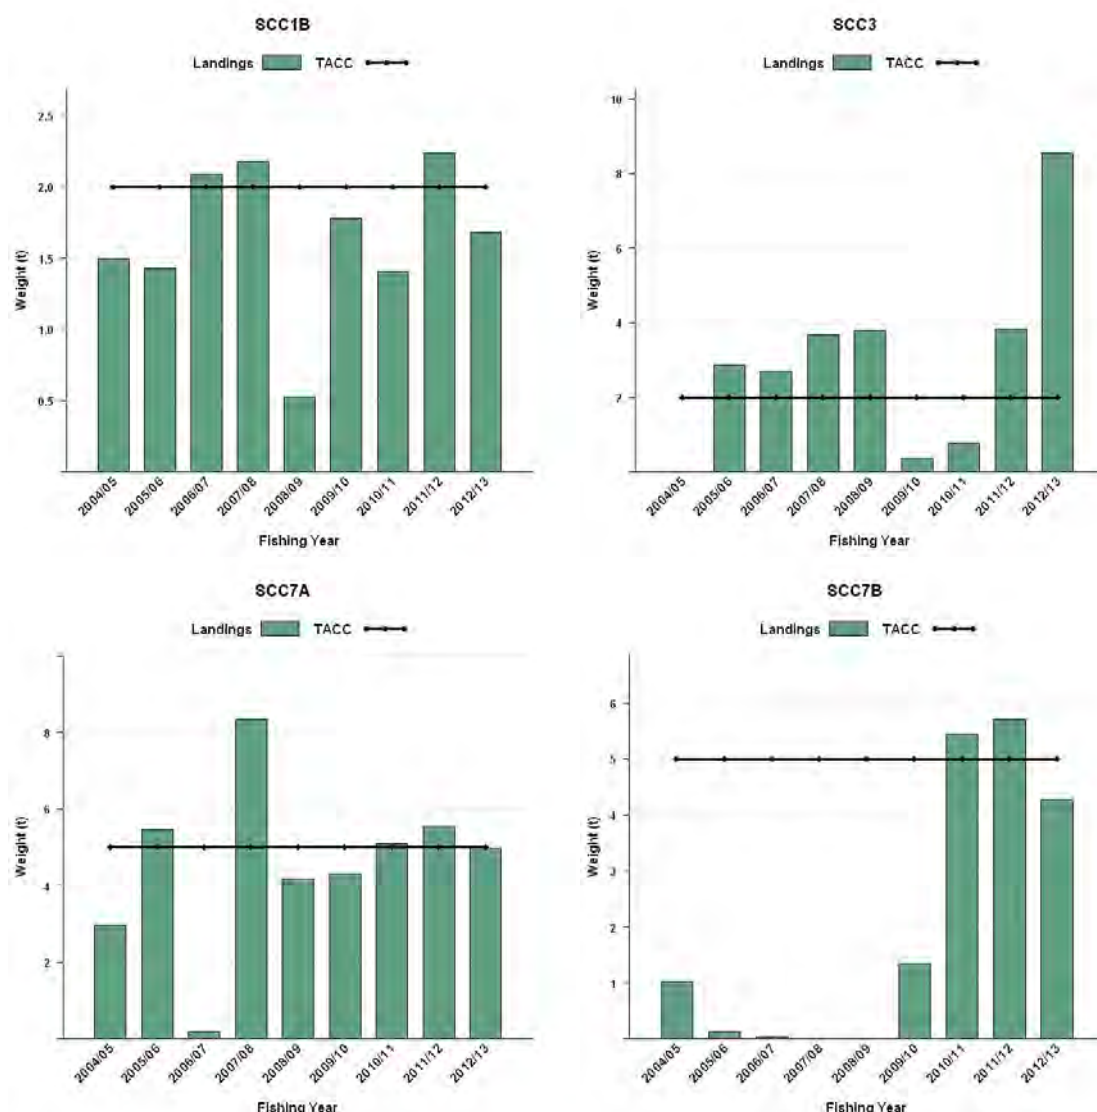 SCC1B
Landings TACC
2.5
2.0
1.5
1.0
0.5
Weight (t)
2004/05 2005/06 2006/07 2007/08 2008/09 2009/10 2010/11 2011/12 2012/13
Fishing Year
SCC3
Landings TACC
10
8
6
4
2
Weight (t)
2004/05 2005/06 2006/07 2007/08 2008/09 2009/10 2010/11 2011/12 2012/13
Fishing Year
SCC7A
Landings TACC
8
6
4
2
Weight (t)
2004/05 2005/06 2006/07 2007/08 2008/09 2009/10 2010/11 2011/12 2012/13
Fishing Year
SCC7B
Landings TACC
6
5
4
3
2
1
Weight (t)
2004/05 2005/06 2006/07 2007/08 2008/09 2009/10 2010/11 2011/12 2012/13
Fishing Year